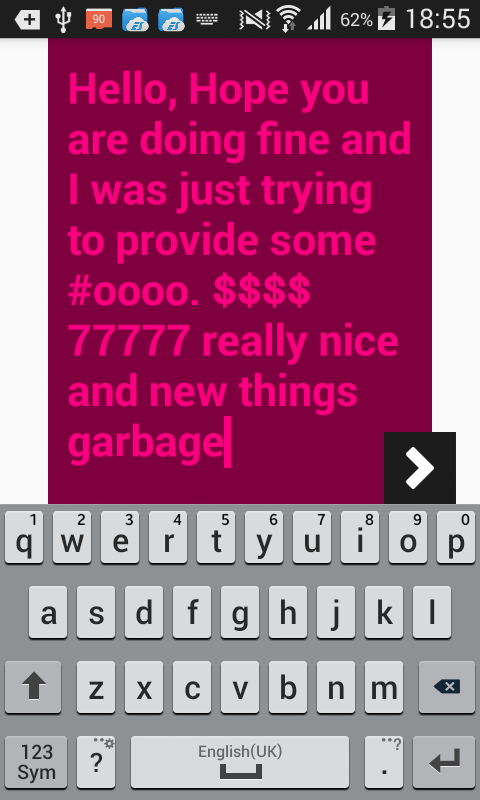 90 62% 18:55
Hello, Hope you
are doing fine and
I was just trying
to provide some
#oooo. $$$$
77777 really nice
and new things
garbage
1 2 3 4 5 6 7 8 9 0
q w e r t y u i o p
a s d f g h j k l
z x c v b n m
123 Sym ? English(UK) . ?